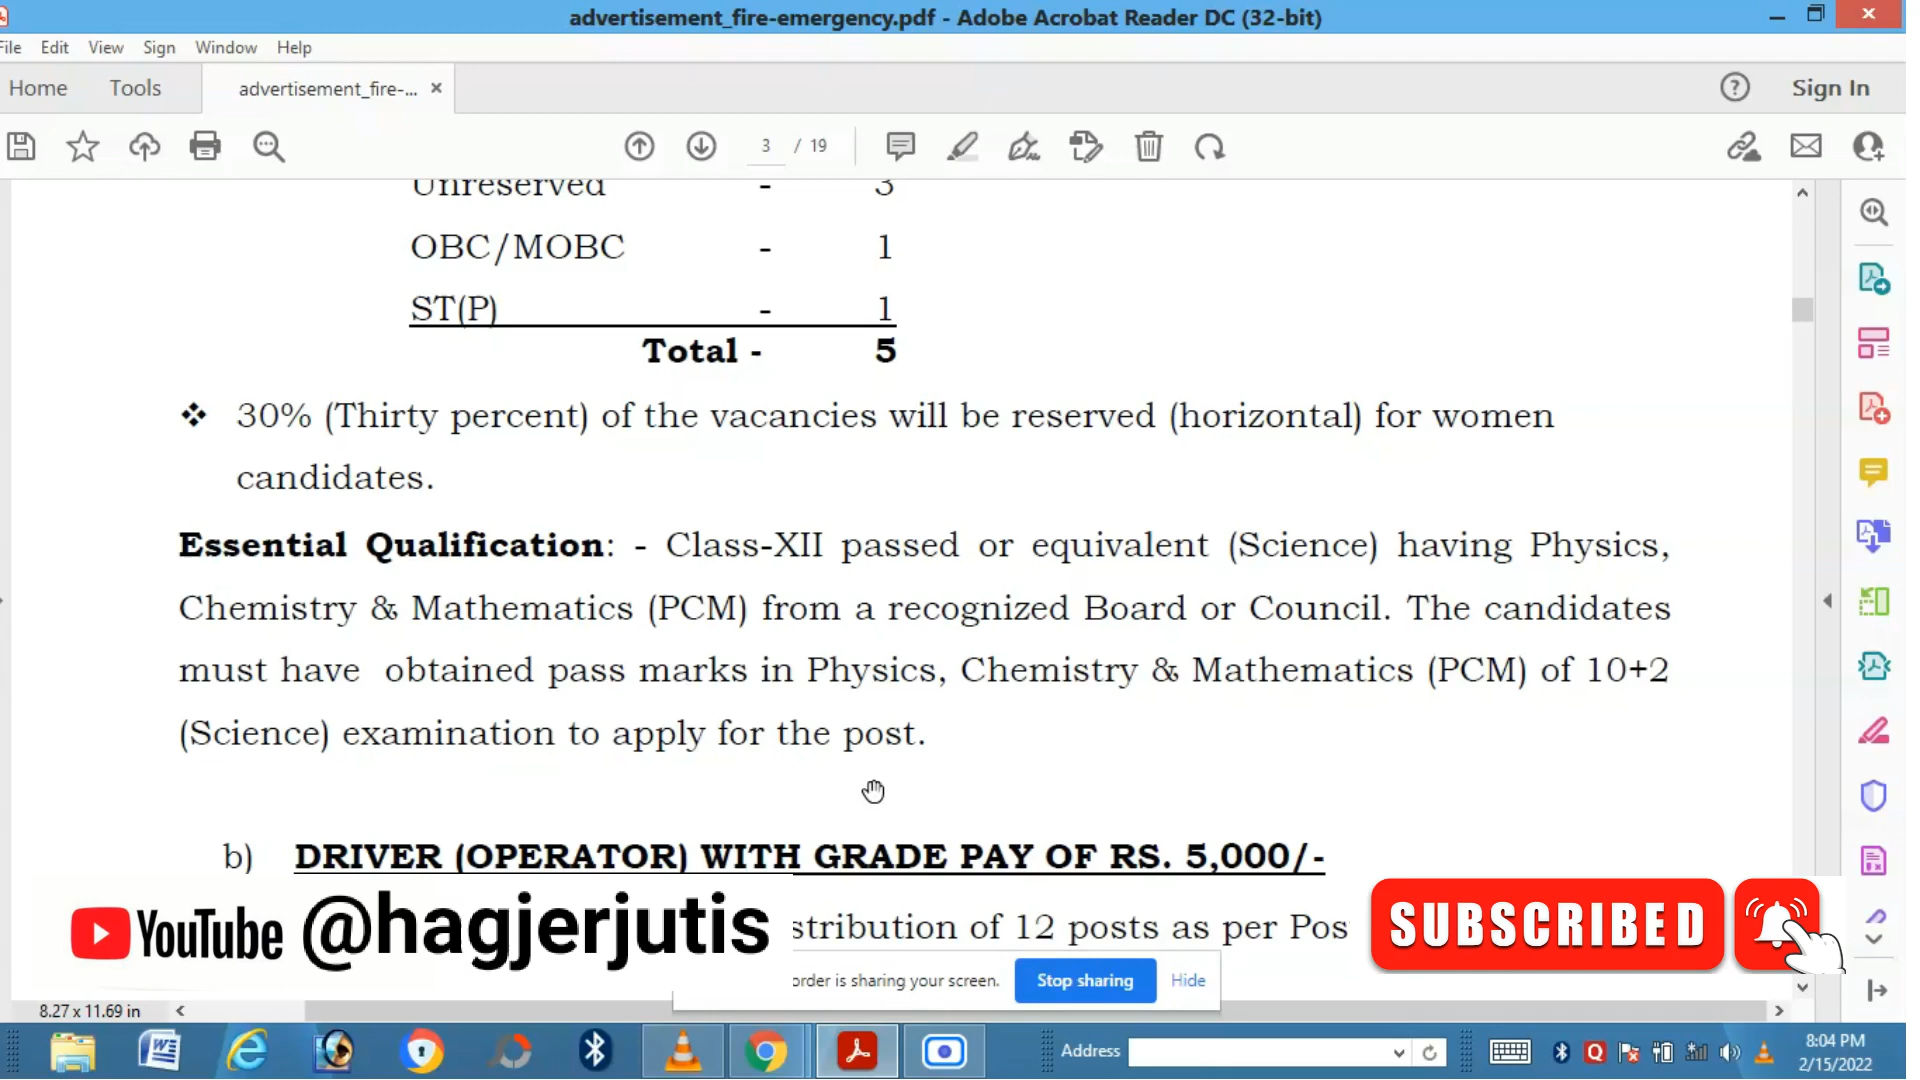 advertisement_fire-emergency.pdf - Adobe Acrobat Reader DC (32-bit)
File Edit View Sign Window Help
Home Tools advertisement_fire-... × Sign In
3 / 19
Unreserved - 3
OBC/MOBC - 1
ST(P) - 1
Total - 5
❖ 30% (Thirty percent) of the vacancies will be reserved (horizontal) for women
candidates.
Essential Qualification: - Class-XII passed or equivalent (Science) having Physics,
Chemistry & Mathematics (PCM) from a recognized Board or Council. The candidates
must have obtained pass marks in Physics, Chemistry & Mathematics (PCM) of 10+2
(Science) examination to apply for the post.
b) DRIVER (OPERATOR) WITH GRADE PAY OF RS. 5,000/-
YouTube @hagjerjutis
stribution of 12 posts as per Pos
SUBSCRIBED
order is sharing your screen. Stop sharing Hide
8.27 x 11.69 in
Address
8:04 PM
2/15/2022